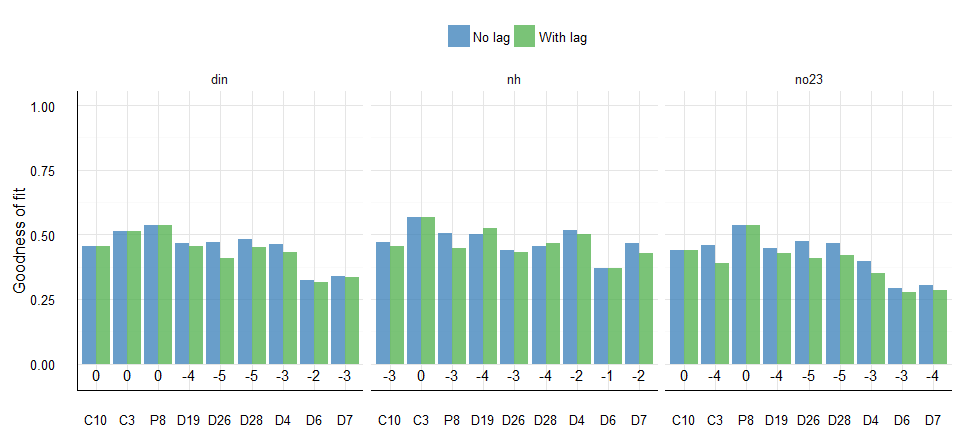 No lag With lag
din nh no23
Goodness of fit
1.00
0.75
0.50
0.25
0.00
0 0 0 -4 -5 -5 -3 -2 -3 -3 0 -3 -4 -3 -4 -2 -1 -2 0 -4 0 -4 -5 -5 -3 -3 -4
C10 C3 P8 D19 D26 D28 D4 D6 D7 C10 C3 P8 D19 D26 D28 D4 D6 D7 C10 C3 P8 D19 D26 D28 D4 D6 D7